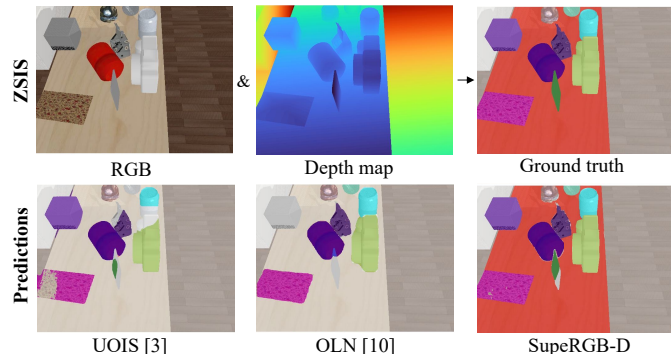 ZSIS
&
RGB
Depth map
Ground truth
Predictions
UOIS [3]
OLN [10]
SupeRGB-D